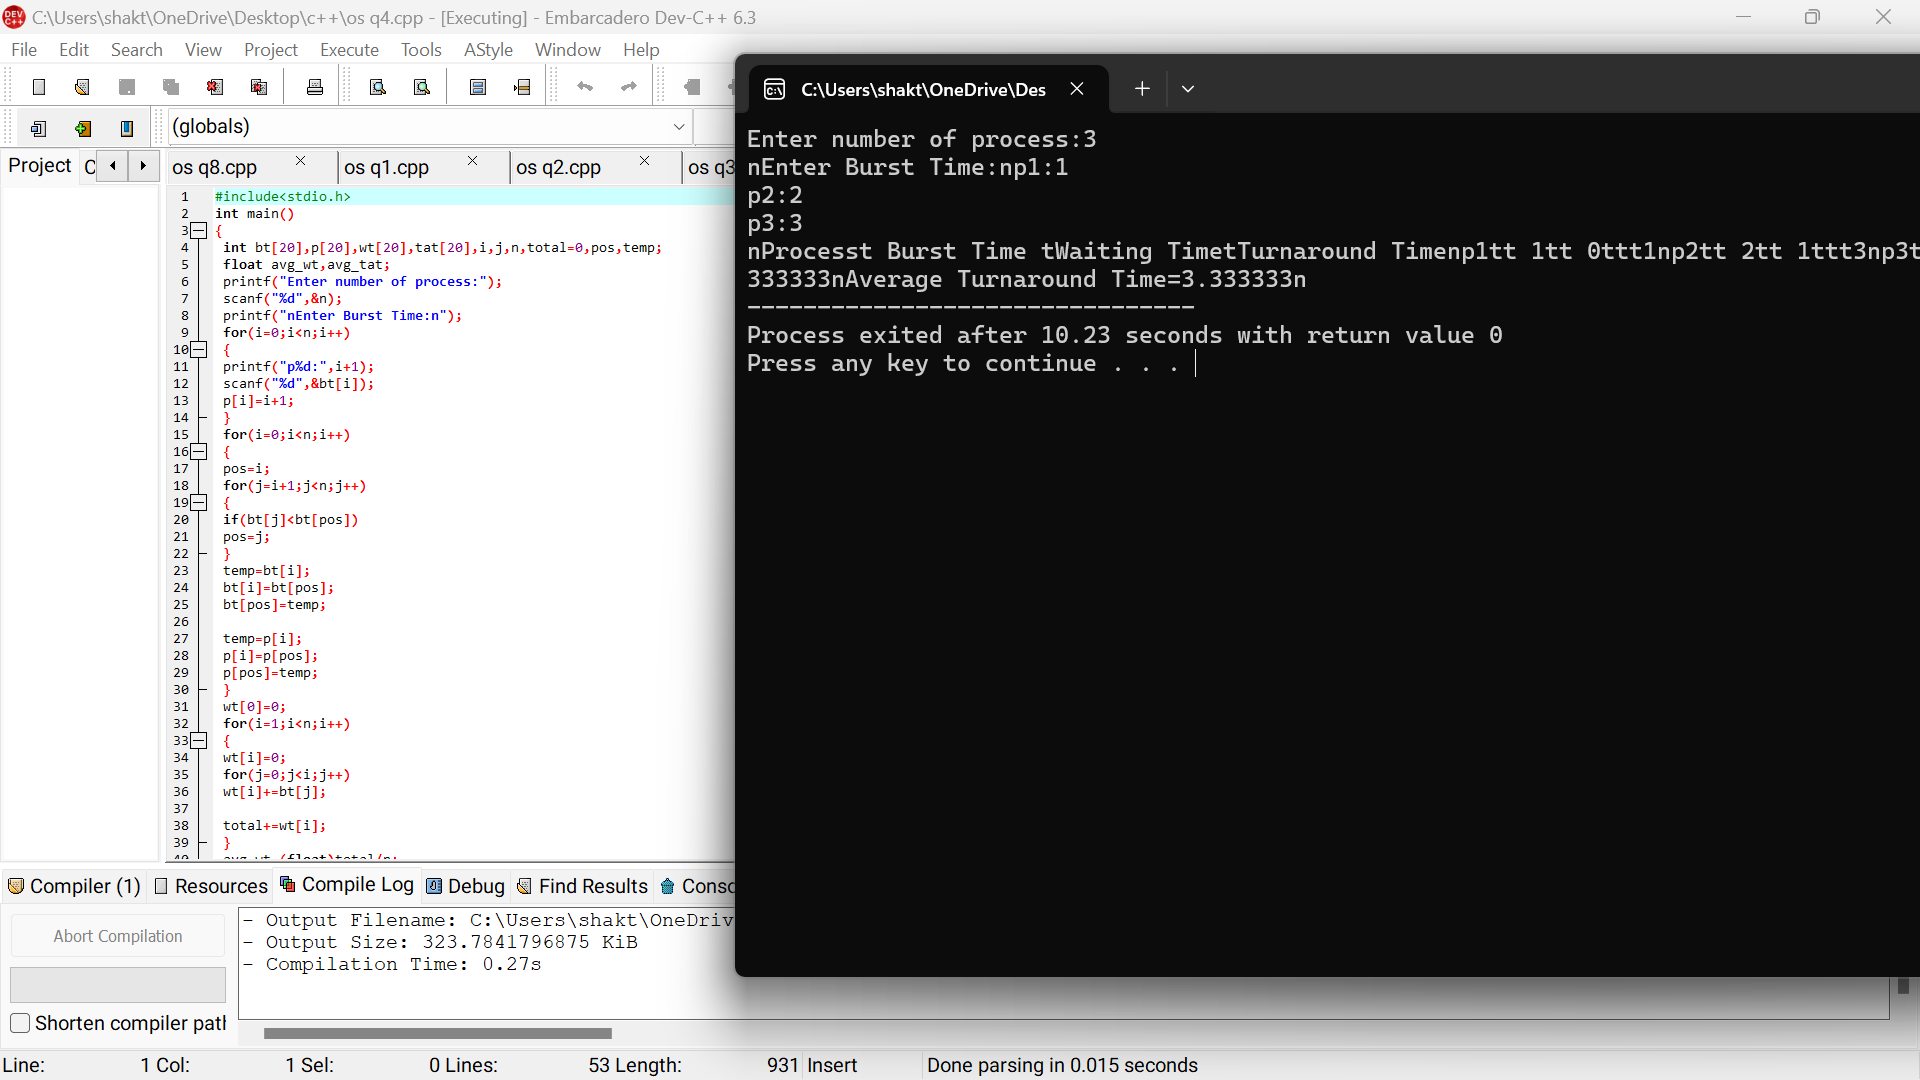 C:\Users\shakt\OneDrive\Desktop\c++\os q4.cpp - [Executing] - Embarcadero Dev-C++ 6.3
File Edit Search View Project Execute Tools AStyle Window Help
(globals)
Project C os q8.cpp os q1.cpp os q2.cpp os q3
1 #include<stdio.h>
2 int main()
3 {
4 int bt[20],p[20],wt[20],tat[20],i,j,n,total=0,pos,temp;
5 float avg_wt,avg_tat;
6 printf("Enter number of process:");
7 scanf("%d",&n);
8 printf("nEnter Burst Time:n");
9 for(i=0;i<n;i++)
10 {
11 printf("p%d:",i+1);
12 scanf("%d",&bt[i]);
13 p[i]=i+1;
14 }
15 for(i=0;i<n;i++)
16 {
17 pos=i;
18 for(j=i+1;j<n;j++)
19 {
20 if(bt[j]<bt[pos])
21 pos=j;
22 }
23 temp=bt[i];
24 bt[i]=bt[pos];
25 bt[pos]=temp;
26
27 temp=p[i];
28 p[i]=p[pos];
29 p[pos]=temp;
30 }
31 wt[0]=0;
32 for(i=1;i<n;i++)
33 {
34 wt[i]=0;
35 for(j=0;j<i;j++)
36 wt[i]+=bt[j];
37
38 total+=wt[i];
39 }
C:\Users\shakt\OneDrive\Des
Enter number of process:3
nEnter Burst Time:np1:1
p2:2
p3:3
nProcesst Burst Time tWaiting TimetTurnaround Timenp1tt 1tt 0ttt1np2tt 2tt 1ttt3np3t
333333nAverage Turnaround Time=3.333333n
--------------------------------
Process exited after 10.23 seconds with return value 0
Press any key to continue . . .
Compiler (1) Resources Compile Log Debug Find Results Conso
Abort Compilation
Shorten compiler path
- Output Filename: C:\Users\shakt\OneDriv
- Output Size: 323.7841796875 KiB
- Compilation Time: 0.27s
Line: 1 Col: 1 Sel: 0 Lines: 53 Length: 931 Insert Done parsing in 0.015 seconds